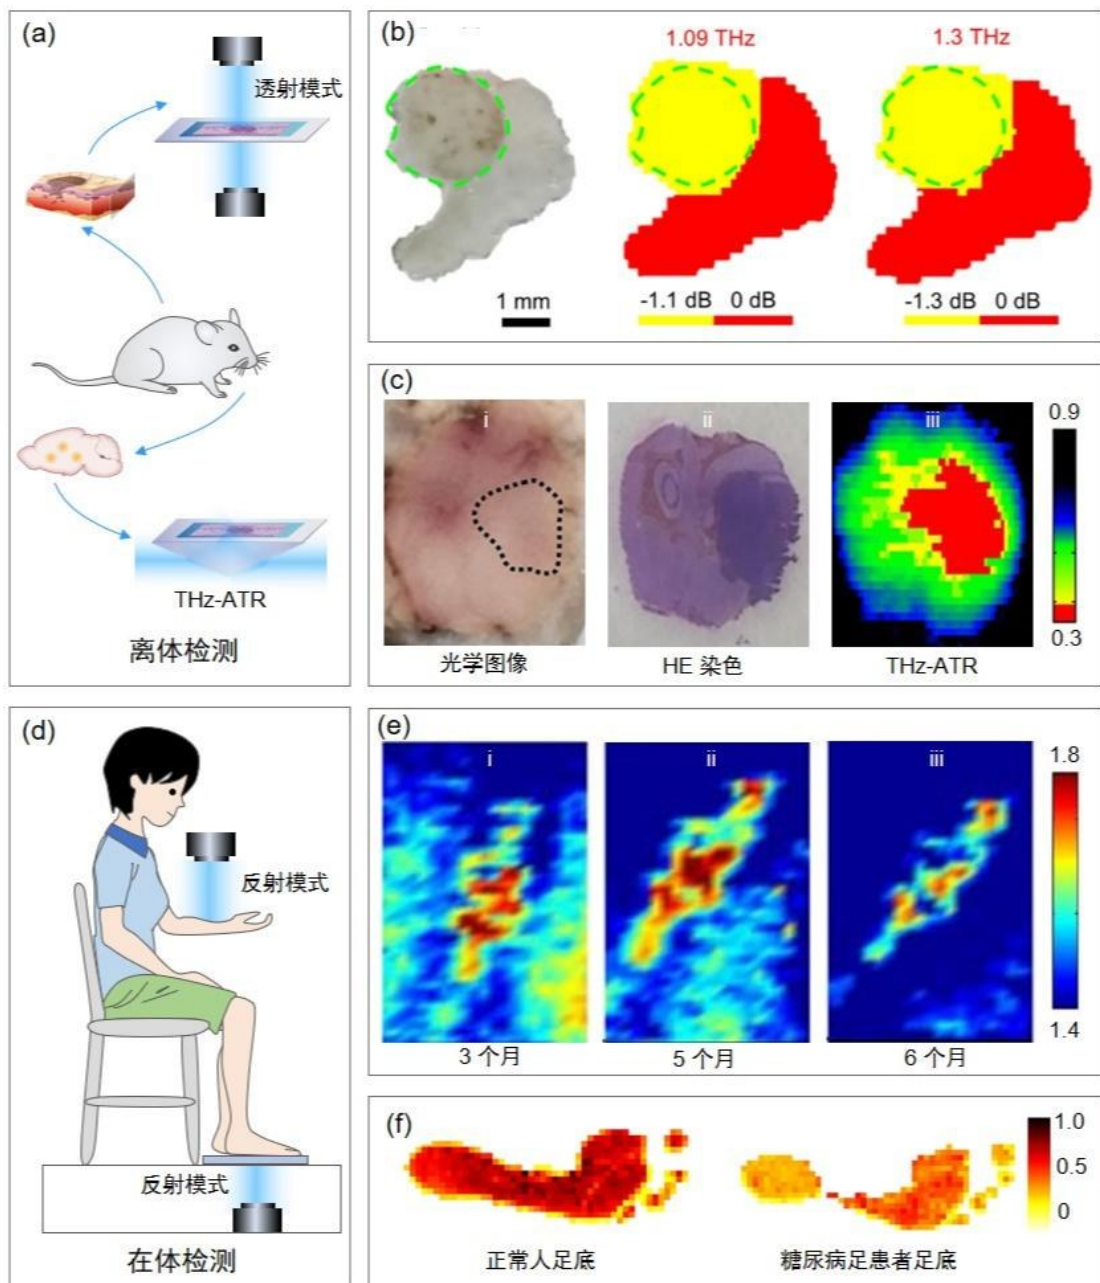 (a)
透射模式
THz-ATR
离体检测
(b)
1.09 THz
1.3 THz
1 mm
-1.1 dB 0 dB
-1.3 dB 0 dB
(c)
i
ii
iii
0.9
0.3
光学图像
HE 染色
THz-ATR
(d)
反射模式
反射模式
在体检测
(e)
i
ii
iii
1.8
1.4
3 个月
5 个月
6 个月
(f)
1.0
0.5
0
正常人足底
糖尿病足患者足底